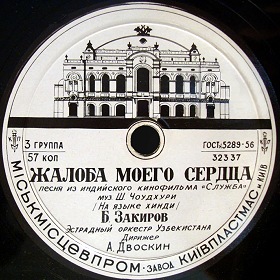 3 ГРУППА
57 КОП
ГОСТ 5289-56
32337
ЖАЛОБА МОЕГО СЕРДЦА
ПЕСНЯ ИЗ ИНДИЙСКОГО КИНОФИЛЬМА «СЛУЖБА»
МУЗ Ш. ЧОУДХУРИ
(НА ЯЗЫКЕ ХИНДИ)
Б. ЗАКИРОВ
ЭСТРАДНЫЙ ОРКЕСТР УЗБЕКИСТАНА
ДИРИЖЕР
А. ДВОСКИН
МІСЬКМІСЦЕВПРОМ - ЗАВОД КИЇВПЛАСТМАС - м КИЇВ